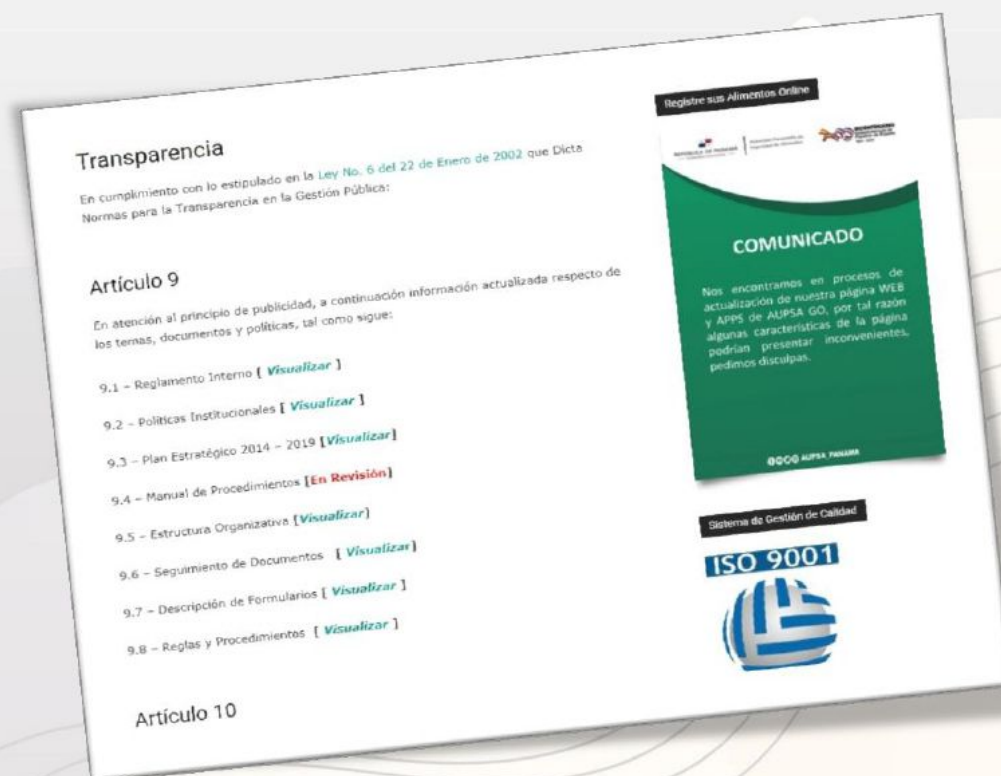 Transparencia
En cumplimiento con lo estipulado en la Ley No. 6 del 22 de Enero de 2002 que Dicta
Normas para la Transparencia en la Gestión Pública:
Artículo 9
En atención al principio de publicidad, a continuación información actualizada respecto de
los temas, documentos y políticas, tal como sigue:
9.1 – Reglamento Interno [ Visualizar ]
9.2 – Políticas Institucionales [ Visualizar ]
9.3 – Plan Estratégico 2014 – 2019 [Visualizar]
9.4 – Manual de Procedimientos [En Revisión]
9.5 – Estructura Organizativa [Visualizar]
9.6 – Seguimiento de Documentos [ Visualizar]
9.7 – Descripción de Formularios [ Visualizar ]
9.8 – Reglas y Procedimientos [ Visualizar ]
Artículo 10
Registre sus Alimentos Online
REPÚBLICA DE PANAMÁ
COMUNICADO
Nos encontramos en procesos de
actualización de nuestra página WEB
y APPS de AUPSA GO, por tal razón
algunas características de la página
podrían presentar inconvenientes,
pedimos disculpas.
AUPSA_PANAMA
Sistema de Gestión de Calidad
ISO 9001